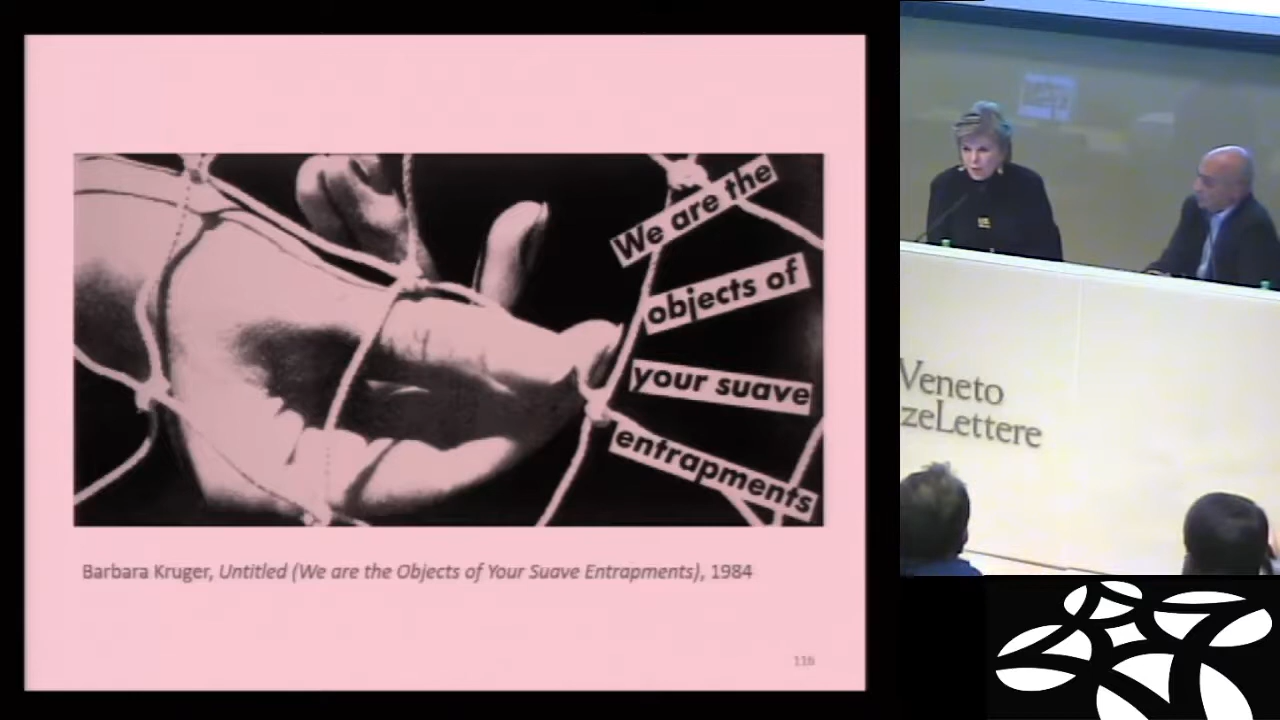 We are the
objects of
your suave
entrapments
Barbara Kruger, Untitled (We are the Objects of Your Suave Entrapments), 1984
116
Veneto
zeLettere